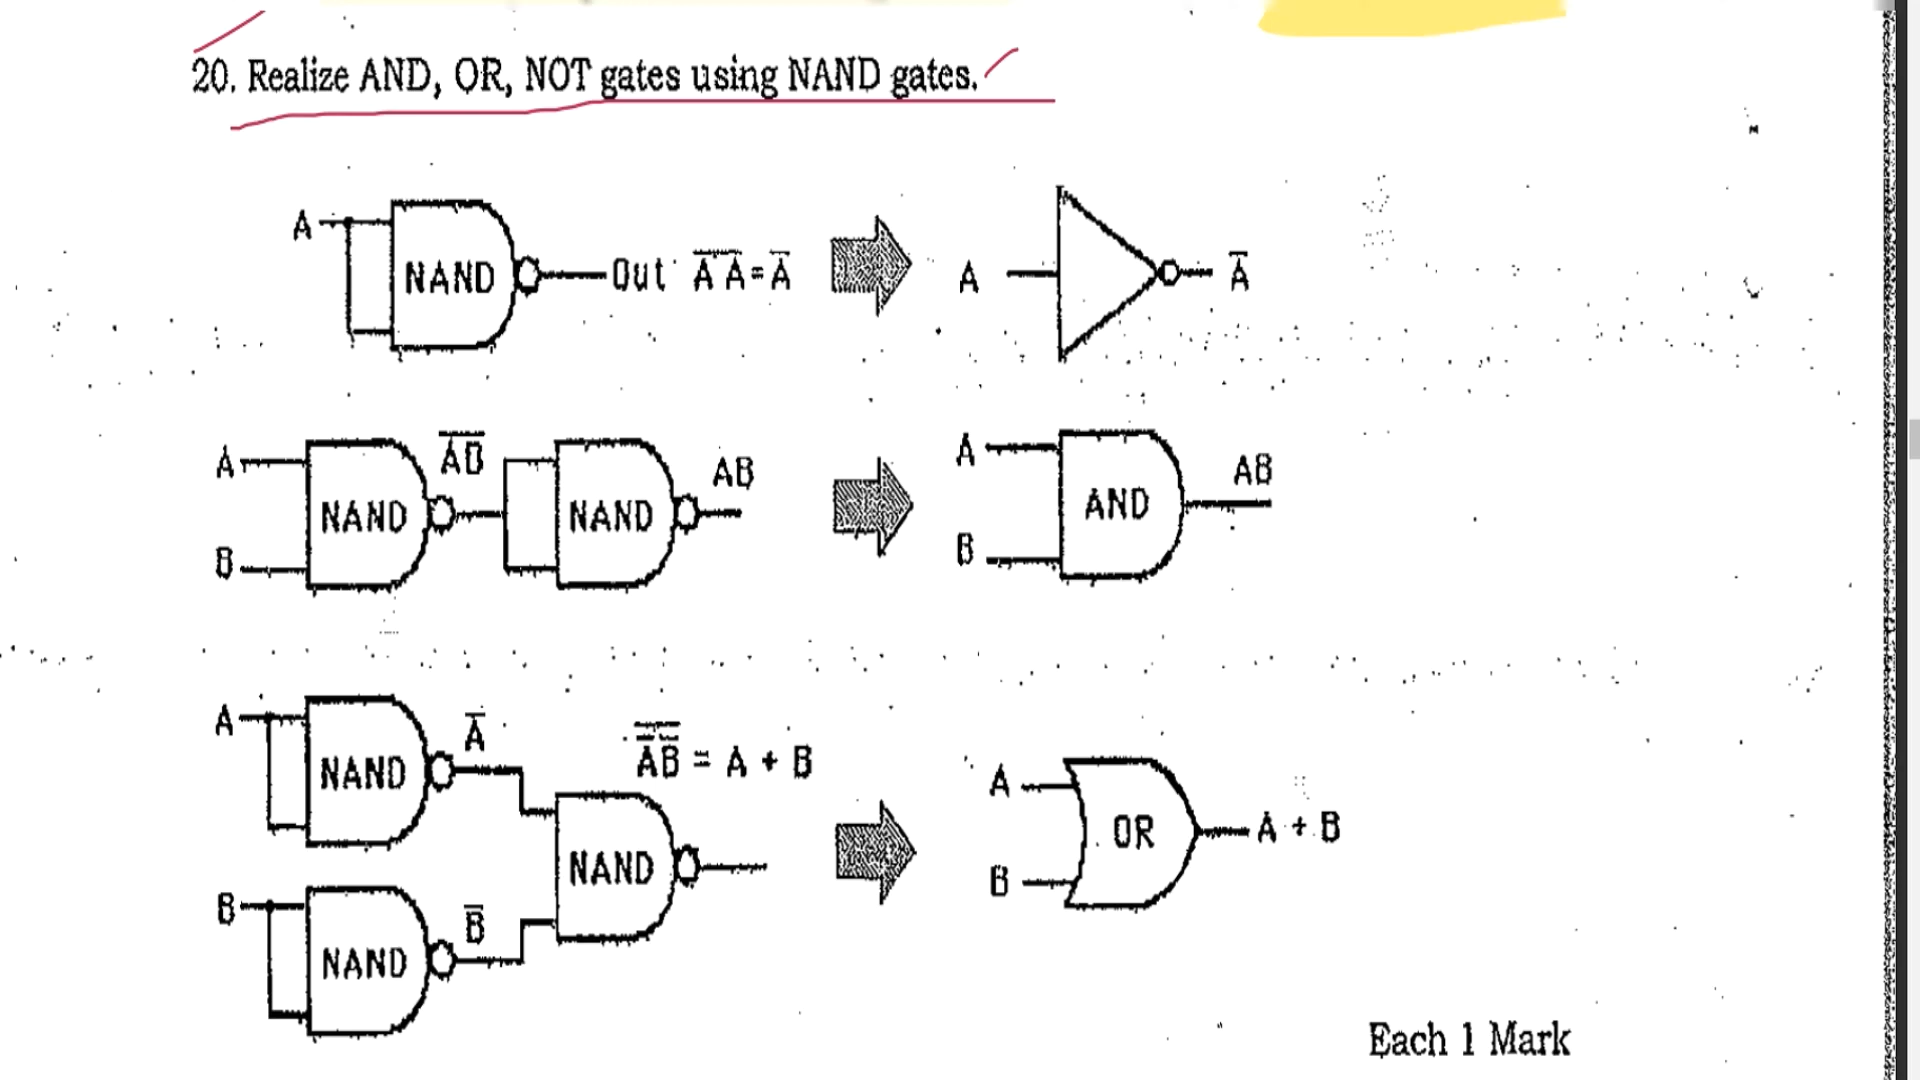 20. Realize AND, OR, NOT gates using NAND gates.
A NAND Out A̅ ̅A̅ = A̅ A A̅
A NAND A̅B̅ NAND AB A AND AB
B B
A NAND A̅ A̿B̿ = A + B A OR A + B
NAND
B NAND B̅ B
Each 1 Mark